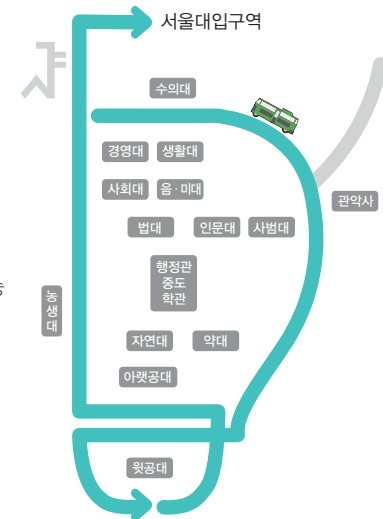 서울대입구역
수의대
경영대 생활대
사회대 음·미대
관악사
법대 인문대 사범대
행정관
중도
학관
농
생
대
자연대 약대
아랫공대
윗공대